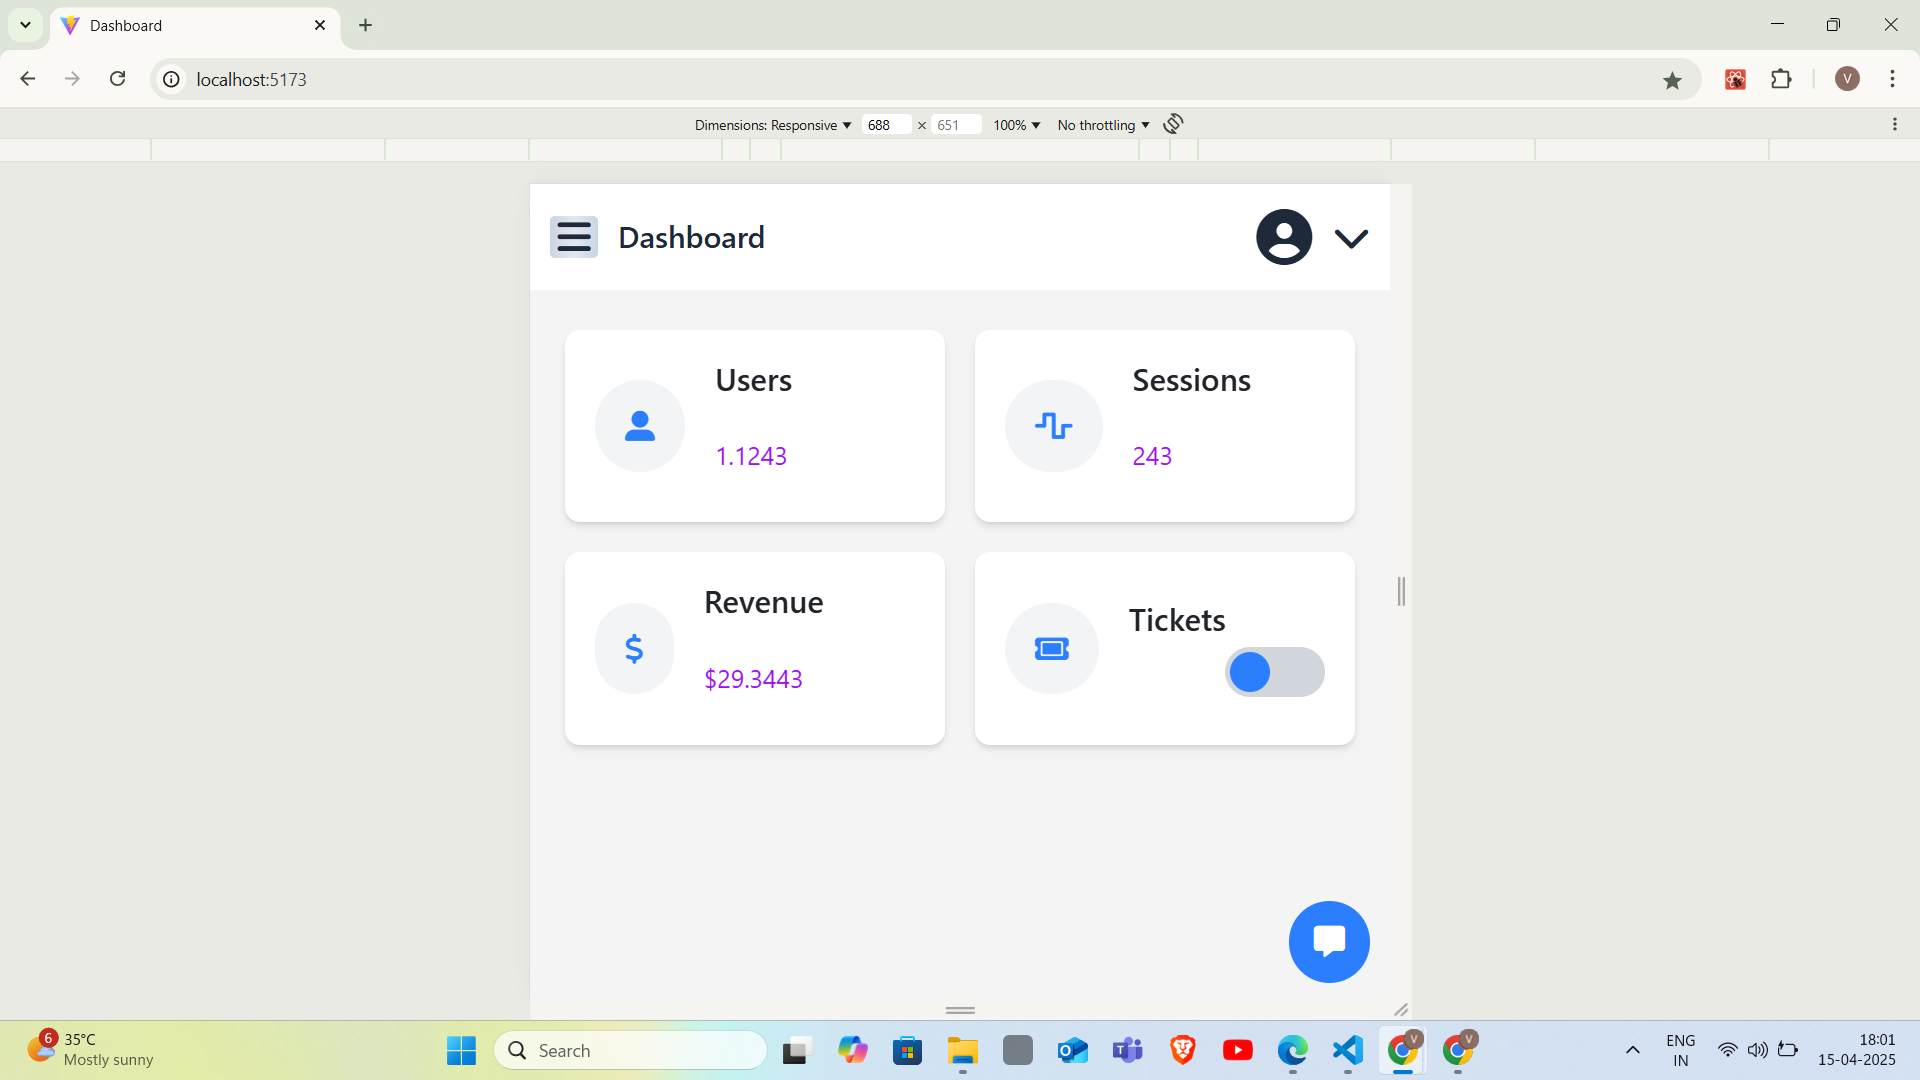 Dashboard
localhost:5173
V
Dimensions: Responsive 688 × 651 100% No throttling
Dashboard
Users
1.1243
Sessions
243
Revenue
$29.3443
Tickets
6
35°C
Mostly sunny
Search
ENG
IN
18:01
15-04-2025